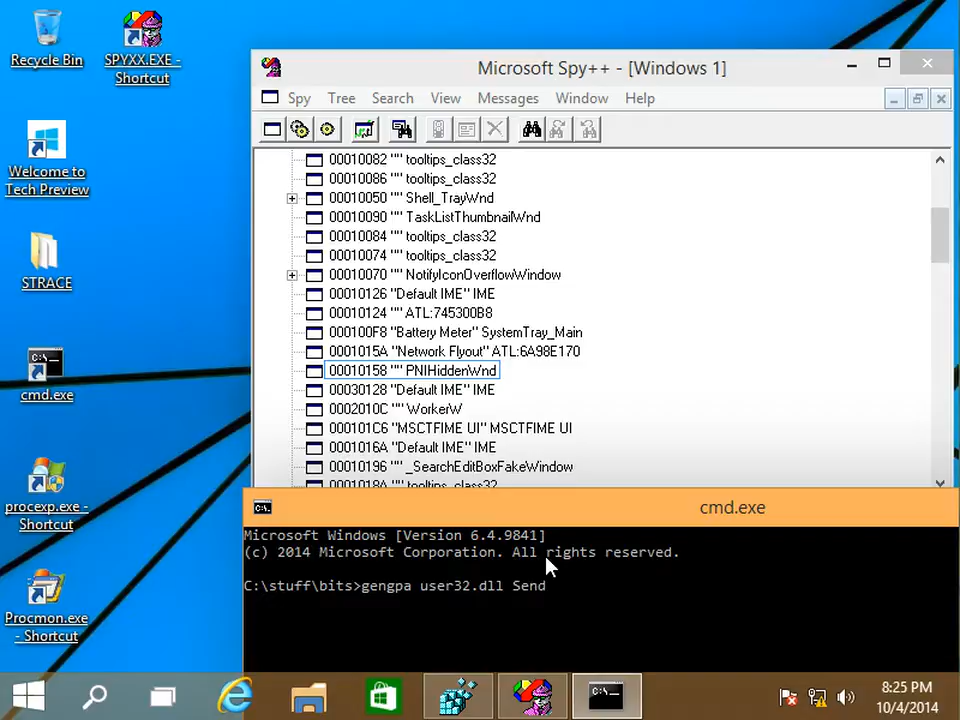 Recycle Bin
SPYXX.EXE -
Shortcut
Welcome to
Tech Preview
STRACE
cmd.exe
procexp.exe -
Shortcut
Procmon.exe
- Shortcut
Microsoft Spy++ - [Windows 1]
Spy Tree Search View Messages Window Help
00010082 "" tooltips_class32
00010086 "" tooltips_class32
00010050 "" Shell_TrayWnd
00010090 "" TaskListThumbnailWnd
00010084 "" tooltips_class32
00010074 "" tooltips_class32
00010070 "" NotifyIconOverflowWindow
00010126 "Default IME" IME
00010124 "" ATL:745300B8
000100F8 "Battery Meter" SystemTray_Main
0001015A "Network Flyout" ATL:6A98E170
00010158 "" PNIHiddenWnd
00030128 "Default IME" IME
0002010C "" WorkerW
000101C6 "MSCTFIME UI" MSCTFIME UI
0001016A "Default IME" IME
00010196 "" _SearchEditBoxFakeWindow
0001018A "" tooltips_class32
cmd.exe
Microsoft Windows [Version 6.4.9841]
(c) 2014 Microsoft Corporation. All rights reserved.
C:\stuff\bits>gengpa user32.dll Send
8:25 PM
10/4/2014